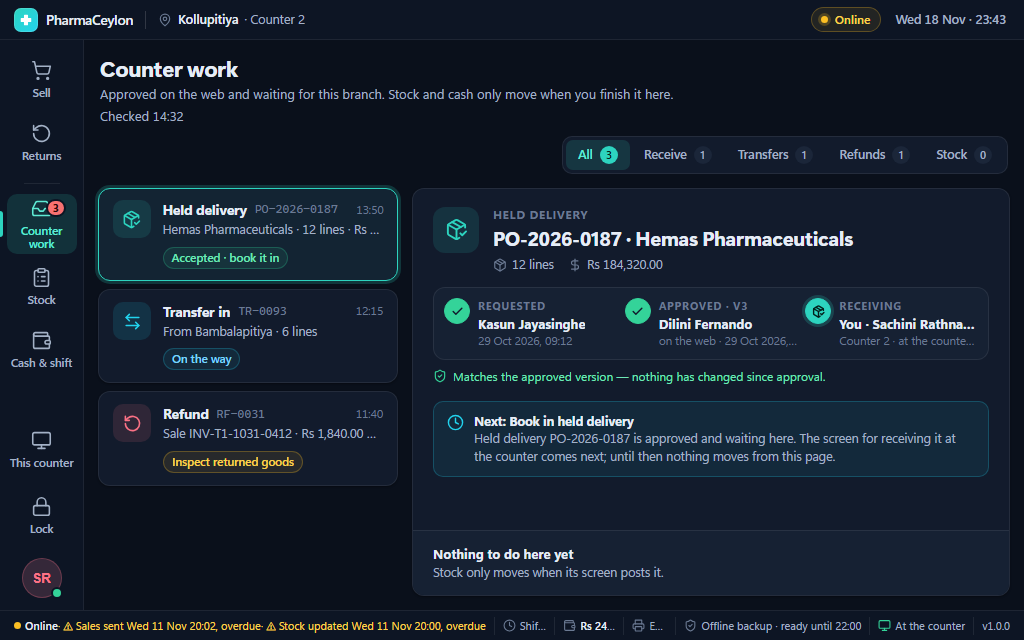 PharmaCeylon
Kollupitiya · Counter 2
Online
Wed 18 Nov · 23:43
Sell
Returns
3
Counter work
Stock
Cash & shift
This counter
Lock
SR
Counter work
Approved on the web and waiting for this branch. Stock and cash only move when you finish it here.
Checked 14:32
All 3
Receive 1
Transfers 1
Refunds 1
Stock 0
Held delivery PO-2026-0187 13:50
Hemas Pharmaceuticals · 12 lines · Rs ...
Accepted · book it in
Transfer in TR-0093 12:15
From Bambalapitiya · 6 lines
On the way
Refund RF-0031 11:40
Sale INV-T1-1031-0412 · Rs 1,840.00 ...
Inspect returned goods
HELD DELIVERY
PO-2026-0187 · Hemas Pharmaceuticals
12 lines $ Rs 184,320.00
REQUESTED
Kasun Jayasinghe
29 Oct 2026, 09:12
APPROVED · V3
Dilini Fernando
on the web · 29 Oct 2026,...
RECEIVING
You · Sachini Rathna...
Counter 2 · at the counte...
Matches the approved version — nothing has changed since approval.
Next: Book in held delivery
Held delivery PO-2026-0187 is approved and waiting here. The screen for receiving it at
the counter comes next; until then nothing moves from this page.
Nothing to do here yet
Stock only moves when its screen posts it.
Online · Sales sent Wed 11 Nov 20:02, overdue · Stock updated Wed 11 Nov 20:00, overdue
Shif...
Rs 24...
E...
Offline backup · ready until 22:00
At the counter
v1.0.0